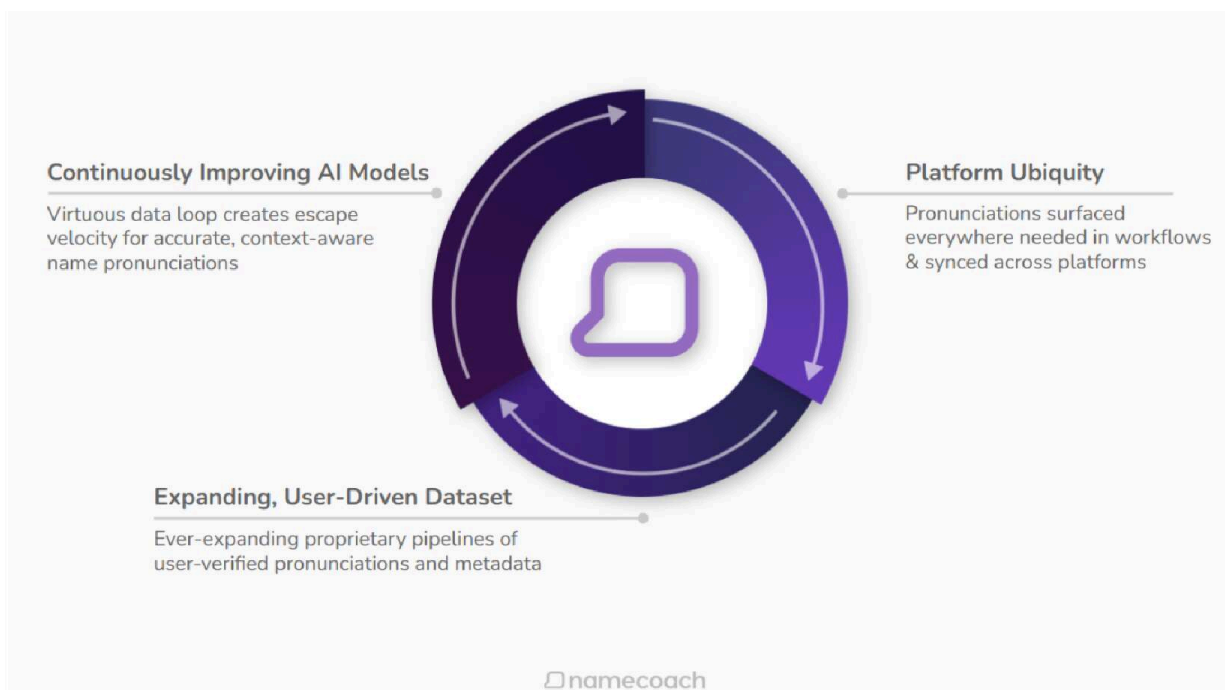 Continuously Improving AI Models
Virtuous data loop creates escape
velocity for accurate, context-aware
name pronunciations
Platform Ubiquity
Pronunciations surfaced
everywhere needed in workflows
& synced across platforms
Expanding, User-Driven Dataset
Ever-expanding proprietary pipelines of
user-verified pronunciations and metadata
namecoach